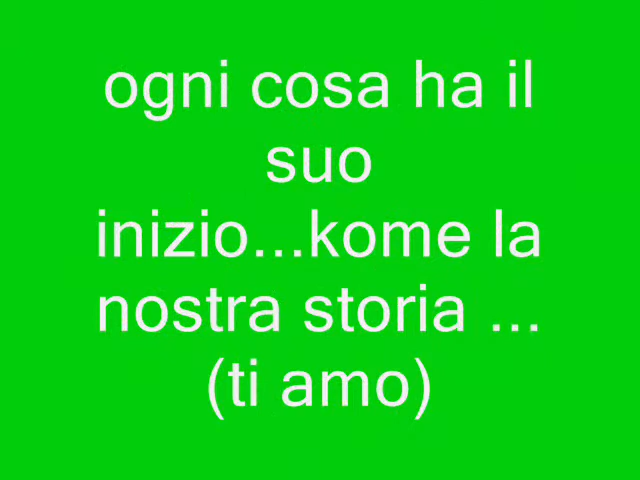 ogni cosa ha il
suo
inizio...kome la
nostra storia ...
(ti amo)